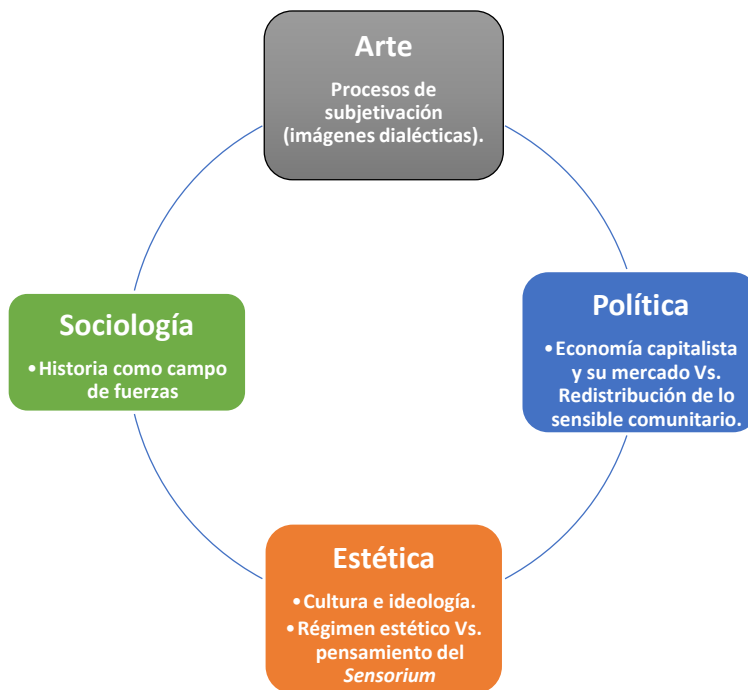 Arte
Procesos de
subjetivación
(imágenes dialécticas).
Sociología
• Historia como campo
de fuerzas
Política
• Economía capitalista
y su mercado Vs.
Redistribución de lo
sensible comunitario.
Estética
• Cultura e ideología.
• Régimen estético Vs.
pensamiento del
Sensorium